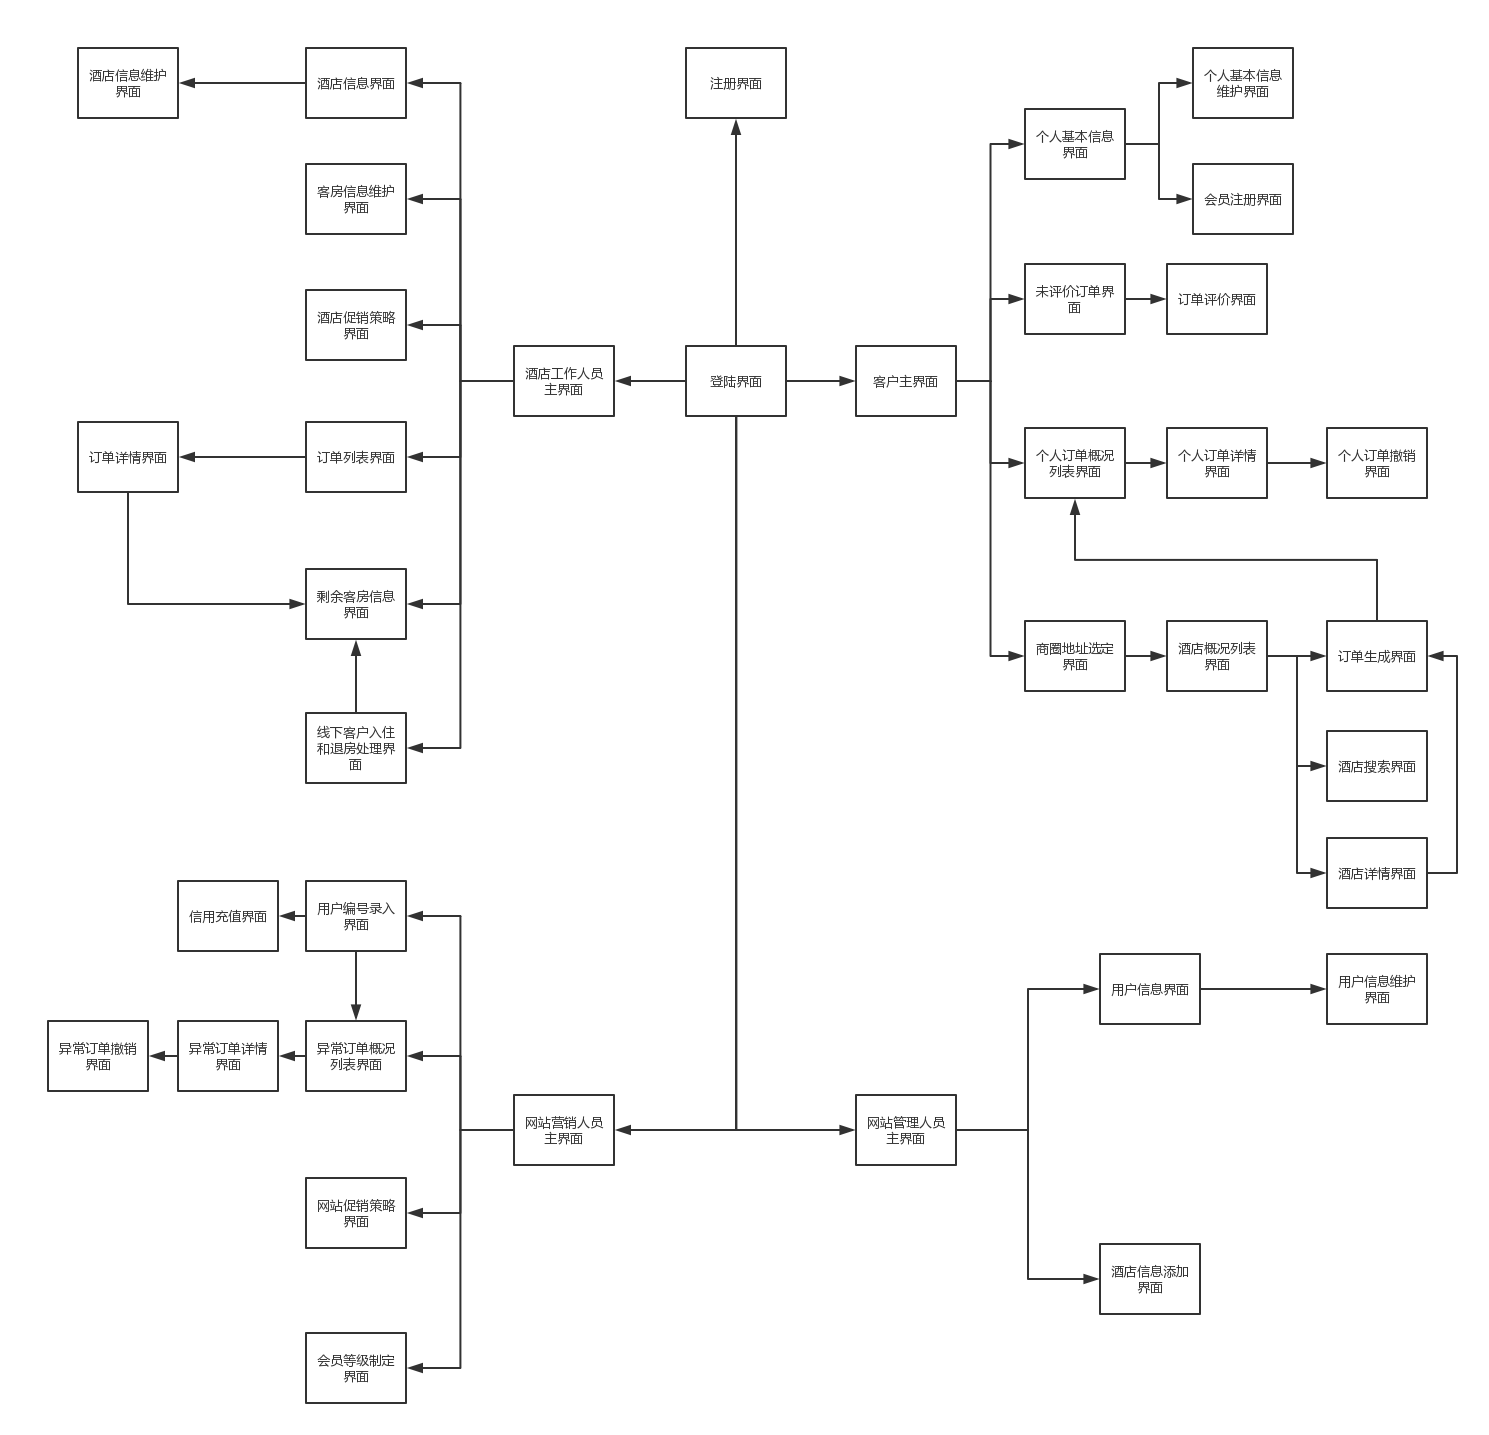 酒店信息维护
界面
酒店信息界面
注册界面
个人基本信息
维护界面
个人基本信息
界面
客房信息维护
界面
会员注册界面
酒店促销策略
界面
未评价订单界
面
订单评价界面
酒店工作人员
主界面
登陆界面
客户主界面
订单详情界面
订单列表界面
个人订单概况
列表界面
个人订单详情
界面
个人订单撤销
界面
剩余客房信息
界面
商圈地址选定
界面
酒店概况列表
界面
订单生成界面
线下客户入住
和退房处理界
面
酒店搜索界面
酒店详情界面
信用充值界面
用户编号录入
界面
用户信息界面
用户信息维护
界面
异常订单撤销
界面
异常订单详情
界面
异常订单概况
列表界面
网站营销人员
主界面
网站管理人员
主界面
网站促销策略
界面
酒店信息添加
界面
会员等级制定
界面